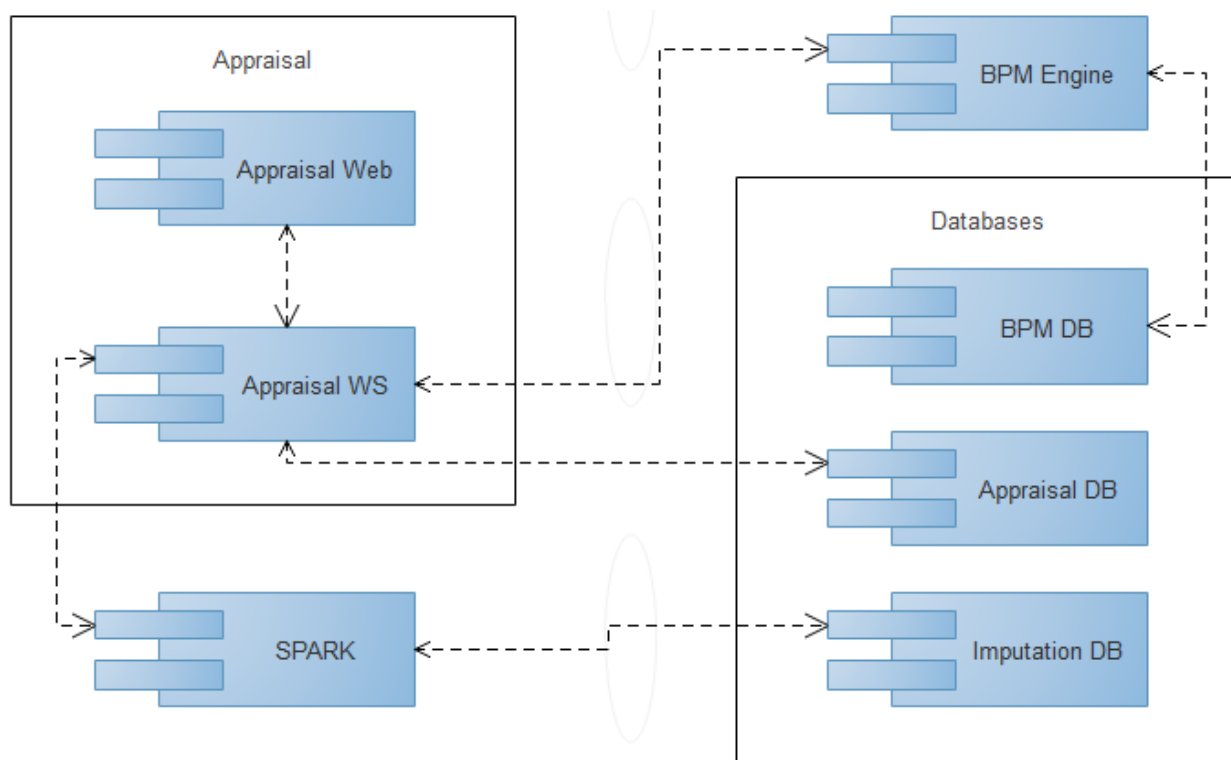 Appraisal
Appraisal Web
Appraisal WS
SPARK
BPM Engine
Databases
BPM DB
Appraisal DB
Imputation DB